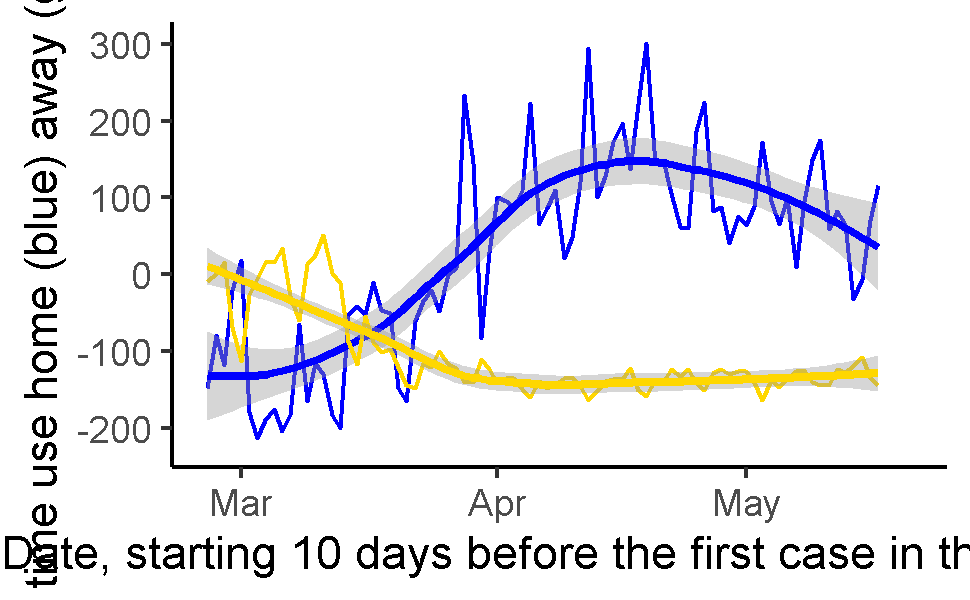 time use home (blue) away (
300
200
100
0
-100
-200
Mar Apr May
Date, starting 10 days before the first case in th